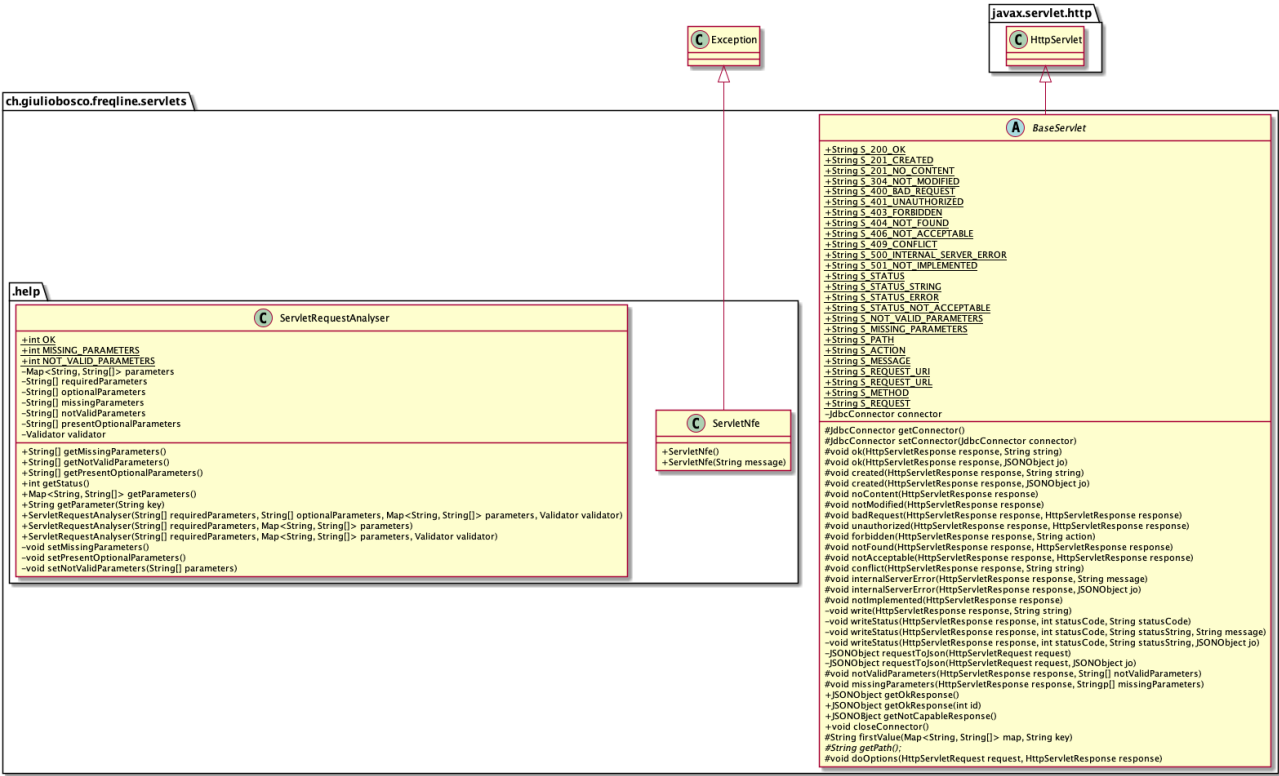 javax.servlet.http
C Exception
C HttpServlet
ch.giuliobosco.freqline.servlets
A BaseServlet
+String S_200_OK
+String S_201_CREATED
+String S_201_NO_CONTENT
+String S_304_NOT_MODIFIED
+String S_400_BAD_REQUEST
+String S_401_UNAUTHORIZED
+String S_403_FORBIDDEN
+String S_404_NOT_FOUND
+String S_406_NOT_ACCEPTABLE
+String S_409_CONFLICT
+String S_500_INTERNAL_SERVER_ERROR
+String S_501_NOT_IMPLEMENTED
+String S_STATUS
+String S_STATUS_STRING
+String S_STATUS_ERROR
+String S_STATUS_NOT_ACCEPTABLE
+String S_NOT_VALID_PARAMETERS
+String S_MISSING_PARAMETERS
+String S_PATH
+String S_ACTION
+String S_MESSAGE
+String S_REQUEST_URI
+String S_REQUEST_URL
+String S_METHOD
+String S_REQUEST
-JdbcConnector connector
#JdbcConnector getConnector()
#JdbcConnector setConnector(JdbcConnector connector)
#void ok(HttpServletResponse response, String string)
#void ok(HttpServletResponse response, JSONObject jo)
#void created(HttpServletResponse response, String string)
#void created(HttpServletResponse response, JSONObject jo)
#void noContent(HttpServletResponse response)
#void notModified(HttpServletResponse response)
#void badRequest(HttpServletResponse response, HttpServletResponse response)
#void unauthorized(HttpServletResponse response, HttpServletResponse response)
#void forbidden(HttpServletResponse response, String action)
#void notFound(HttpServletResponse response, HttpServletResponse response)
#void notAcceptable(HttpServletResponse response, HttpServletResponse response)
#void conflict(HttpServletResponse response, String string)
#void internalServerError(HttpServletResponse response, String message)
#void internalServerError(HttpServletResponse response, JSONObject jo)
#void notImplemented(HttpServletResponse response)
-void write(HttpServletResponse response, String string)
-void writeStatus(HttpServletResponse response, int statusCode, String statusCode)
-void writeStatus(HttpServletResponse response, int statusCode, String statusString, String message)
-void writeStatus(HttpServletResponse response, int statusCode, String statusString, JSONObject jo)
-JSONObject requestToJson(HttpServletRequest request)
-JSONObject requestToJson(HttpServletRequest request, JSONObject jo)
#void notValidParameters(HttpServletResponse response, String[] notValidParameters)
#void missingParameters(HttpServletResponse response, Stringp[] missingParameters)
+JSONObject getOkResponse()
+JSONObject getOkResponse(int id)
+JSONOBject getNotCapableResponse()
+void closeConnector()
#String firstValue(Map<String, String[]> map, String key)
#String getPath();
#void doOptions(HttpServletRequest request, HttpServletResponse response)
.help
C ServletRequestAnalyser
+int OK
+int MISSING_PARAMETERS
+int NOT_VALID_PARAMETERS
-Map<String, String[]> parameters
-String[] requiredParameters
-String[] optionalParameters
-String[] missingParameters
-String[] notValidParameters
-String[] presentOptionalParameters
-Validator validator
+String[] getMissingParameters()
+String[] getNotValidParameters()
+String[] getPresentOptionalParameters()
+int getStatus()
+Map<String, String[]> getParameters()
+String getParameter(String key)
+ServletRequestAnalyser(String[] requiredParameters, String[] optionalParameters, Map<String, String[]> parameters, Validator validator)
+ServletRequestAnalyser(String[] requiredParameters, Map<String, String[]> parameters)
+ServletRequestAnalyser(String[] requiredParameters, Map<String, String[]> parameters, Validator validator)
-void setMissingParameters()
-void setPresentOptionalParameters()
-void setNotValidParameters(String[] parameters)
C ServletNfe
+ServletNfe()
+ServletNfe(String message)